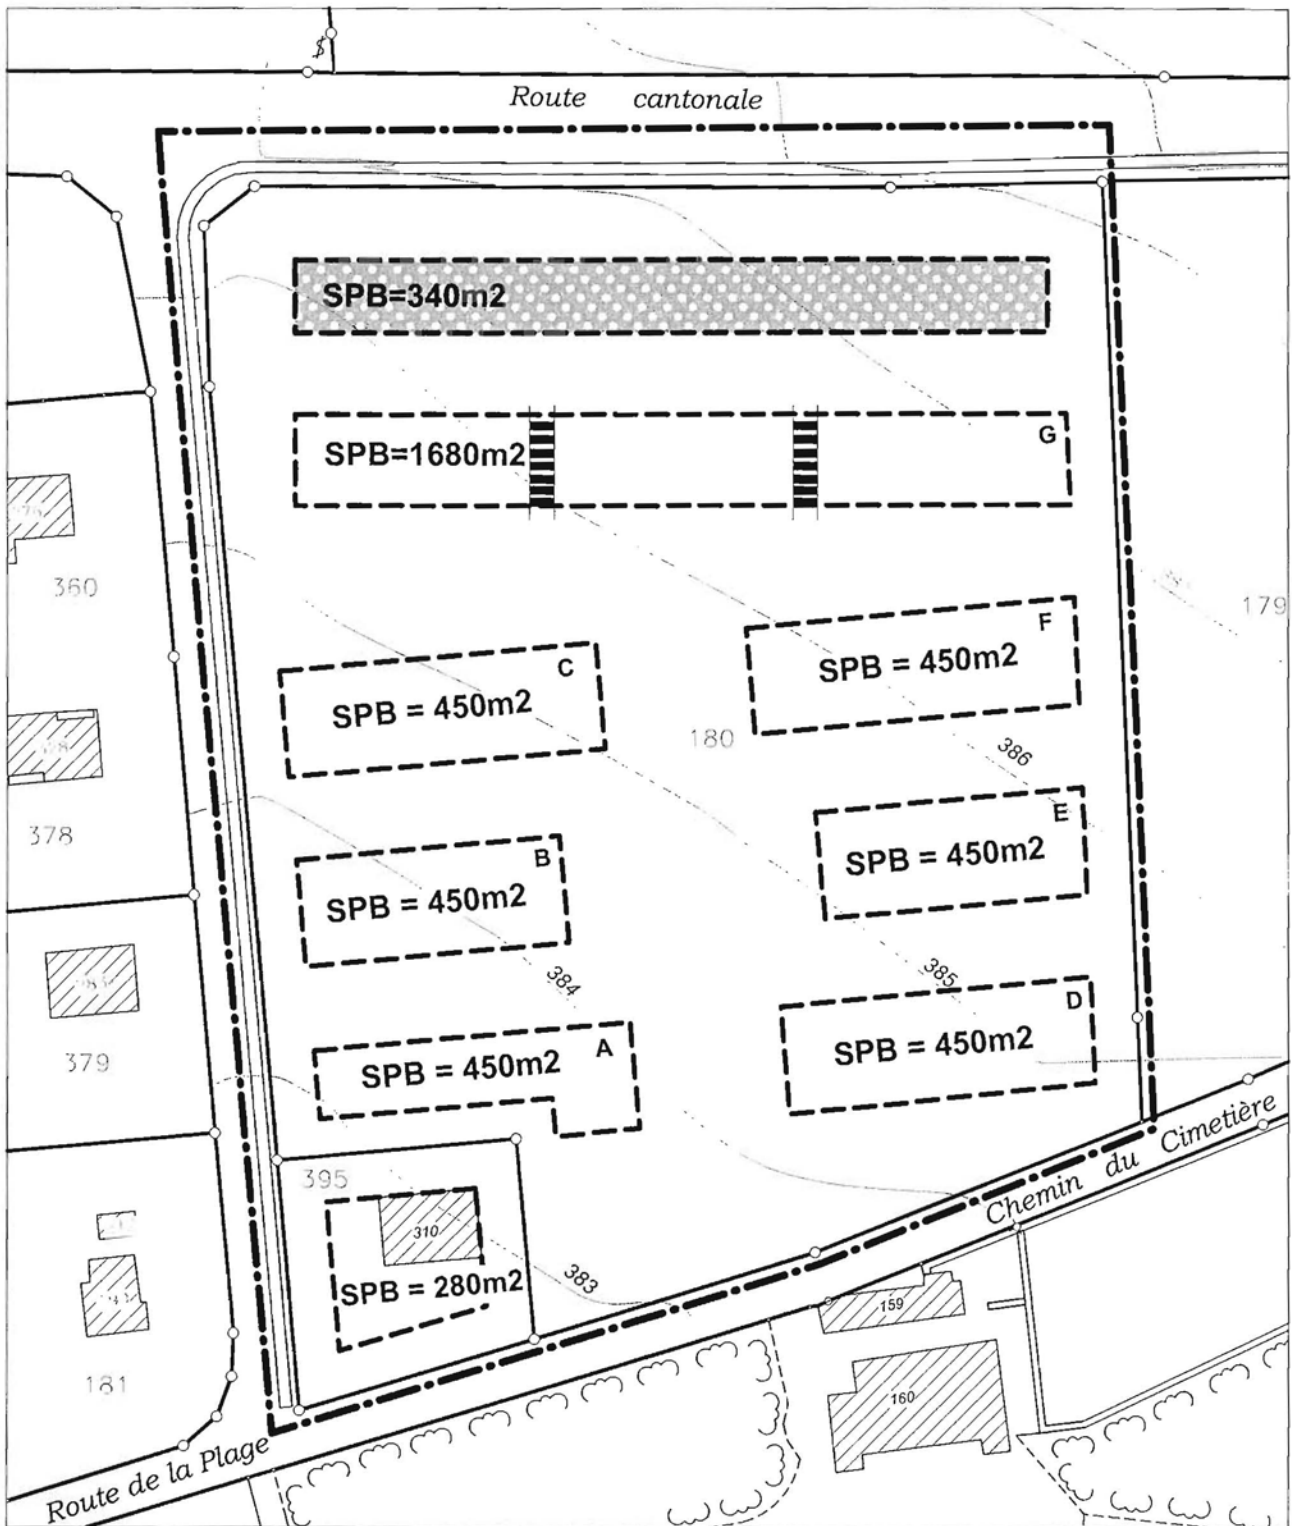 Route cantonale
SPB=340m2
SPB=1680m2
G
360
179
F
SPB = 450m2
C
SPB = 450m2
180
386
378
E
SPB = 450m2
B
SPB = 450m2
384
385
D
SPB = 450m2
A
SPB = 450m2
379
395
310
SPB = 280m2
383
Chemin du Cimetière
159
160
181
Route de la Plage